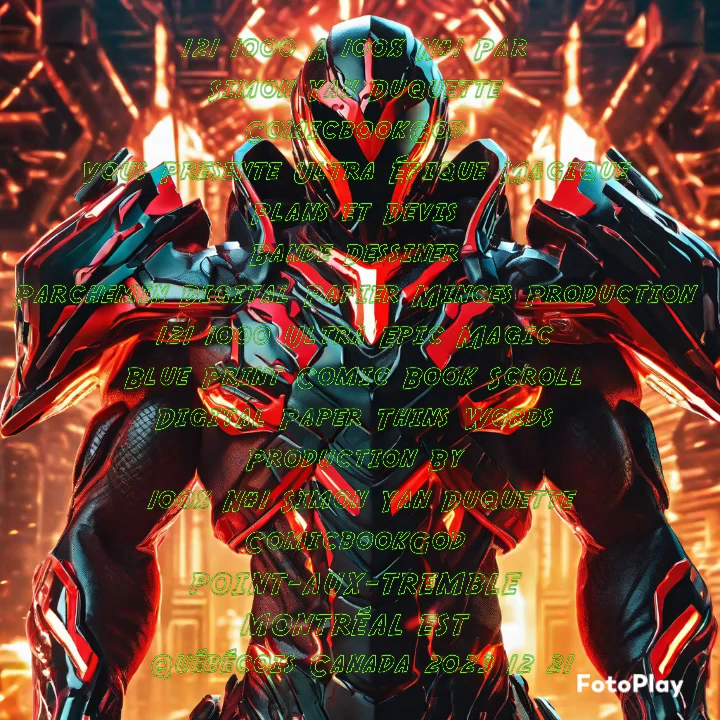 121 1000 A 100% N#1 PAR
SIMON YAN DUQUETTE
COMICBOOKGOD
VOUS PRESENTE ULTRA ÉPIQUE MAGIQUE
PLANS ET DEVIS
BANDE DESSINER
PARCHEMIN DIGITAL PAPIER MINCES PRODUCTION
121 1000 ULTRA EPIC MAGIC
BLUE PRINT COMIC BOOK SCROLL
DIGITAL PAPER THINS WORDS
PRODUCTION BY
100% N#1 SIMON YAN DUQUETTE
COMICBOOKGOD
POINT-AUX-TREMBLE
MONTRÉAL EST
QUÉBÉCOIS CANADA 2023 12 21
FotoPlay